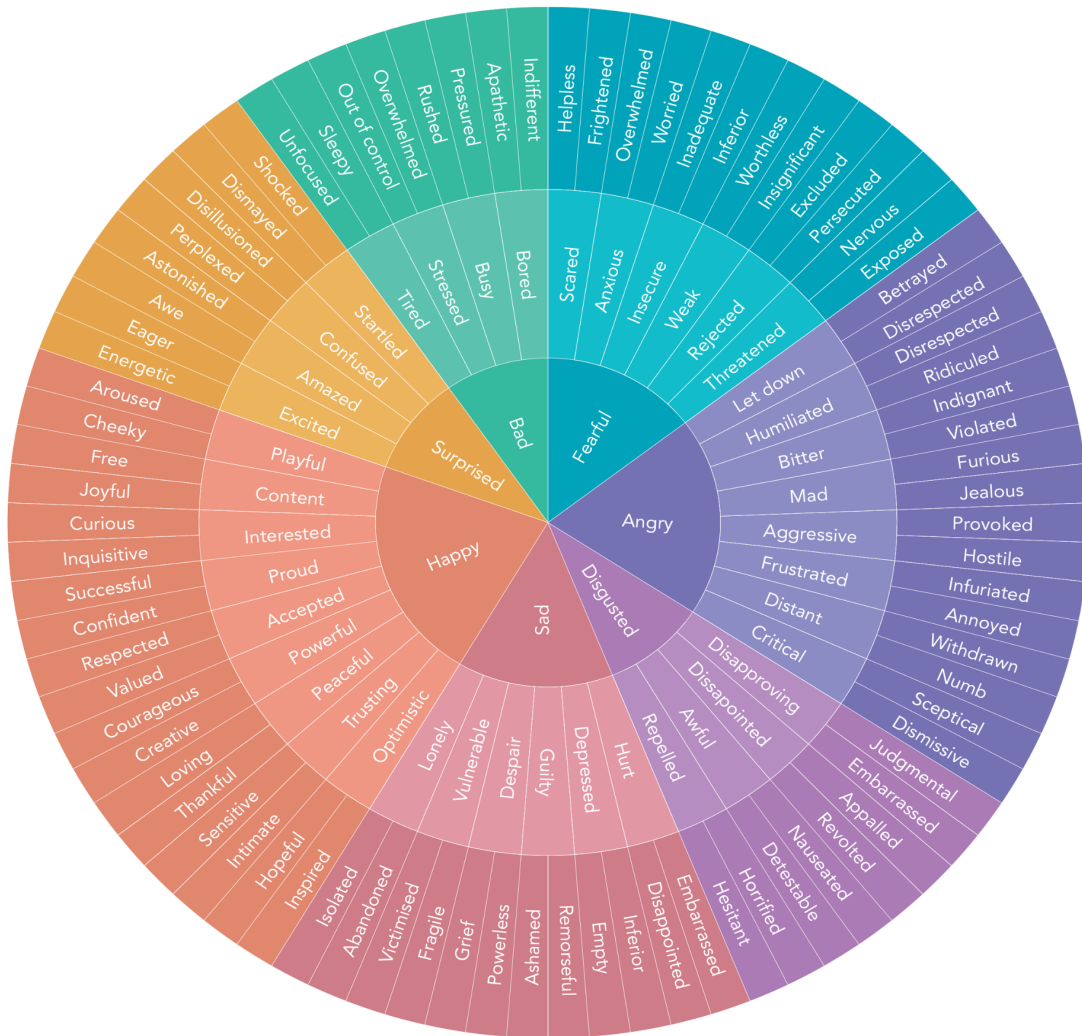 Fearful
Angry
Disgusted
Sad
Happy
Surprised
Bad
Scared
Anxious
Insecure
Weak
Rejected
Threatened
Let down
Humiliated
Bitter
Mad
Aggressive
Frustrated
Distant
Critical
Disapproving
Dissapointed
Awful
Repelled
Hurt
Depressed
Guilty
Despair
Vulnerable
Lonely
Optimistic
Trusting
Peaceful
Powerful
Accepted
Proud
Interested
Content
Playful
Excited
Amazed
Confused
Startled
Tired
Stressed
Busy
Bored
Helpless
Frightened
Overwhelmed
Worried
Inadequate
Inferior
Worthless
Insignificant
Excluded
Persecuted
Nervous
Exposed
Betrayed
Disrespected
Disrespected
Ridiculed
Indignant
Violated
Furious
Jealous
Provoked
Hostile
Infuriated
Annoyed
Withdrawn
Numb
Sceptical
Dismissive
Judgmental
Embarrassed
Appalled
Revolted
Nauseated
Detestable
Horrified
Hesitant
Embarrassed
Disappointed
Inferior
Empty
Remorseful
Ashamed
Powerless
Grief
Fragile
Victimised
Abandoned
Isolated
Inspired
Hopeful
Intimate
Sensitive
Thankful
Loving
Creative
Courageous
Valued
Respected
Confident
Successful
Inquisitive
Curious
Joyful
Free
Cheeky
Aroused
Energetic
Eager
Awe
Astonished
Perplexed
Disillusioned
Dismayed
Shocked
Unfocused
Sleepy
Out of control
Overwhelmed
Rushed
Pressured
Apathetic
Indifferent